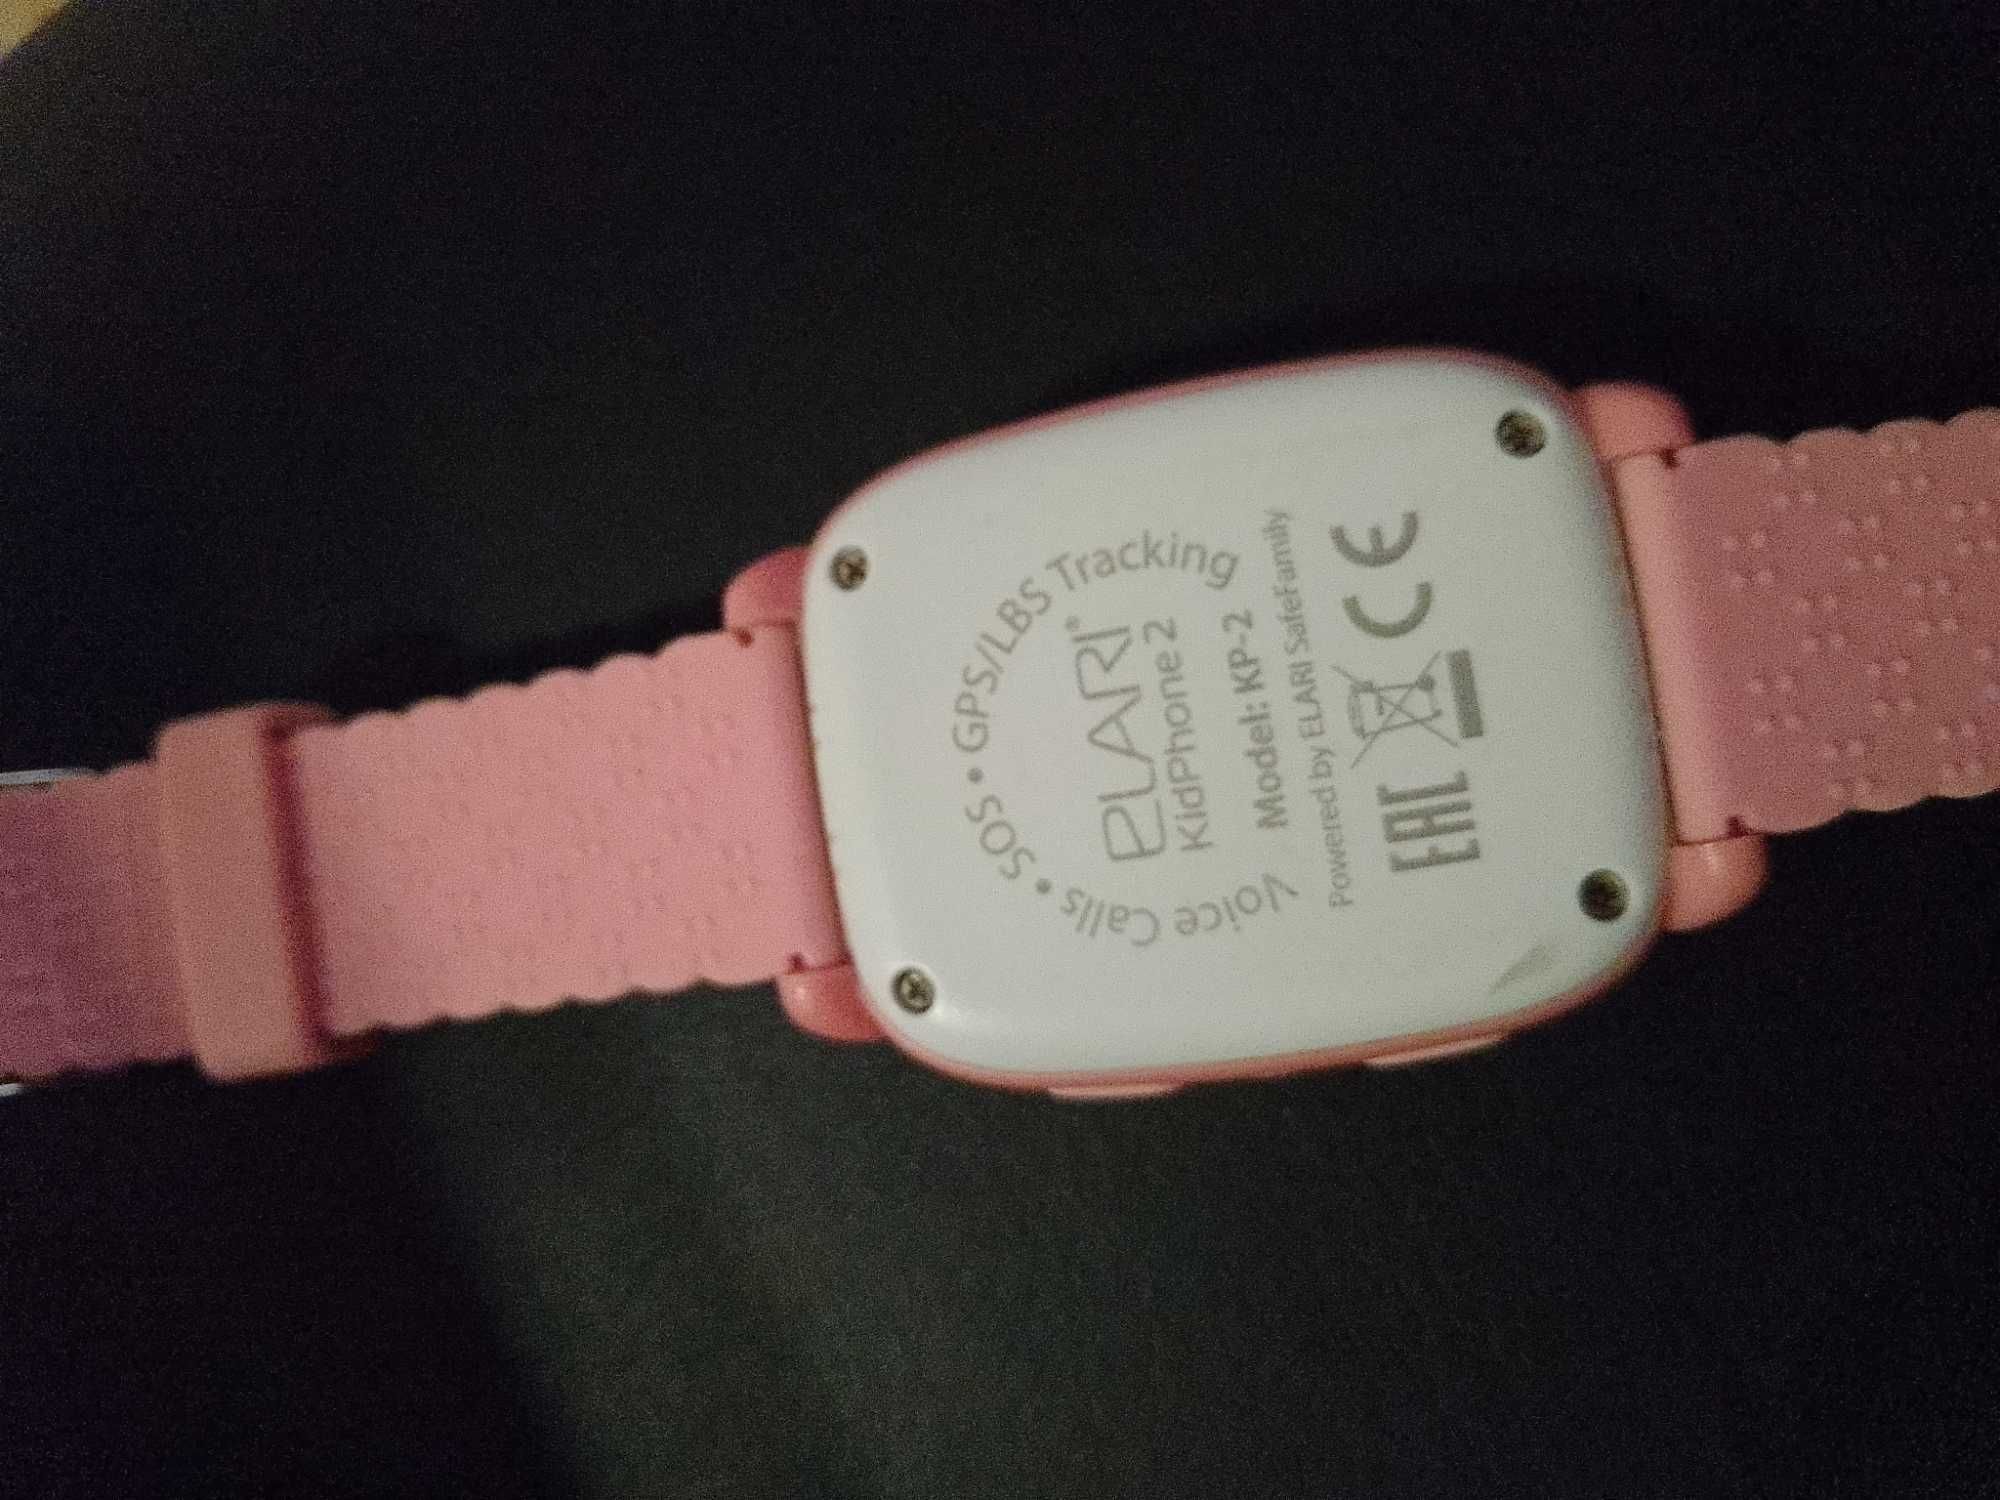 Voice Calls • SOS • GPS/LBS Tracking
ELARI®
KidPhone 2
Model: KP-2
Powered by ELARI SafeFamily
EAC CE